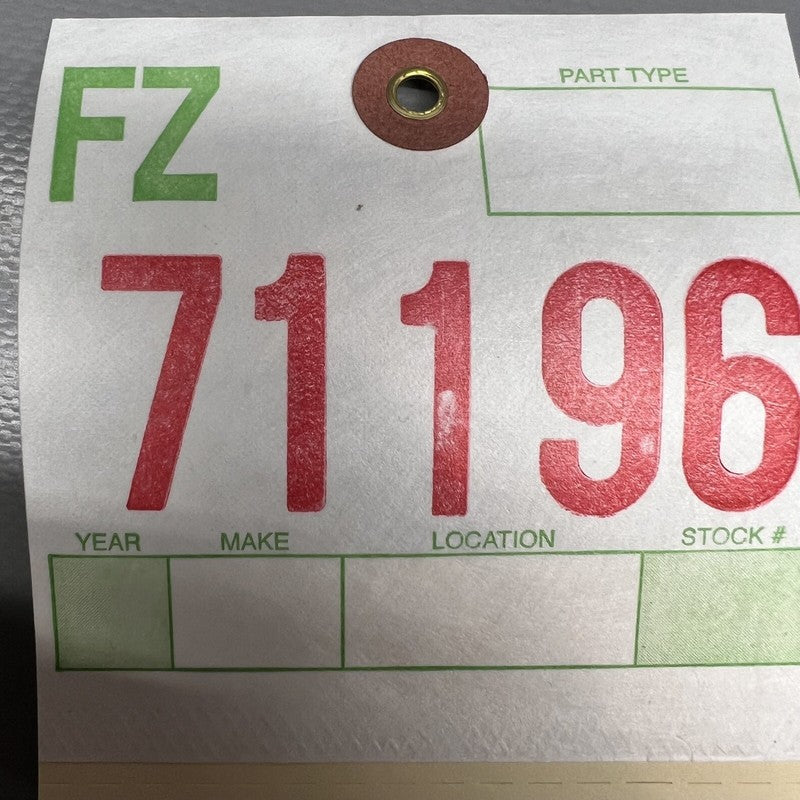 FZ
PART TYPE
71196
YEAR MAKE LOCATION STOCK #